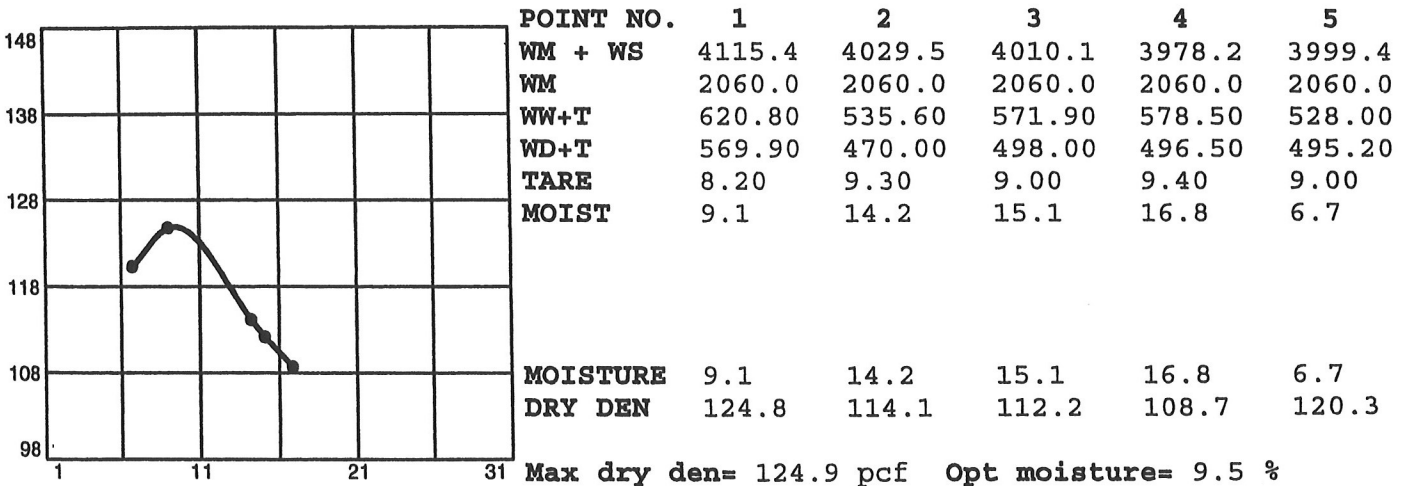 148
138
128
118
108
98
1 11 21 31
POINT NO. 1 2 3 4 5
WM + WS 4115.4 4029.5 4010.1 3978.2 3999.4
WM 2060.0 2060.0 2060.0 2060.0 2060.0
WW+T 620.80 535.60 571.90 578.50 528.00
WD+T 569.90 470.00 498.00 496.50 495.20
TARE 8.20 9.30 9.00 9.40 9.00
MOIST 9.1 14.2 15.1 16.8 6.7
MOISTURE 9.1 14.2 15.1 16.8 6.7
DRY DEN 124.8 114.1 112.2 108.7 120.3
Max dry den= 124.9 pcf Opt moisture= 9.5 %